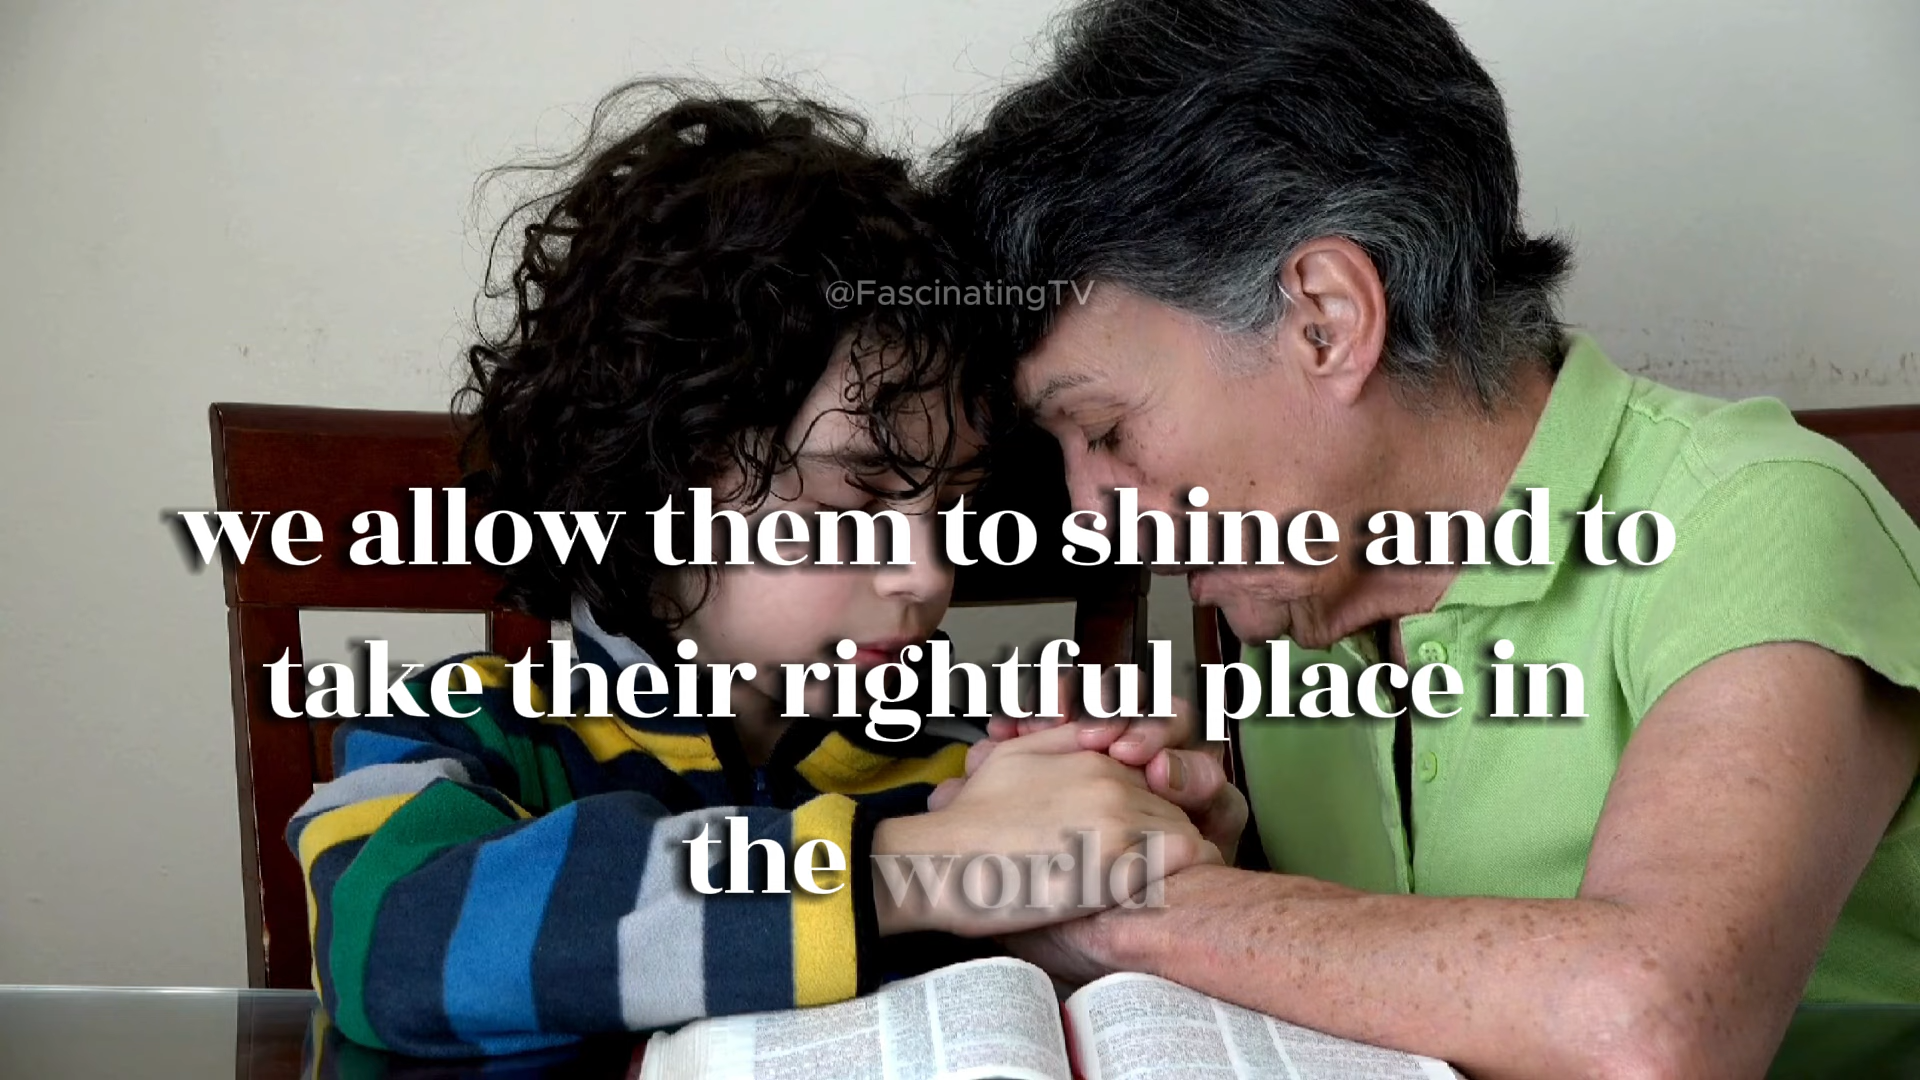 @FascinatingTV
we allow them to shine and to
take their rightful place in
the world